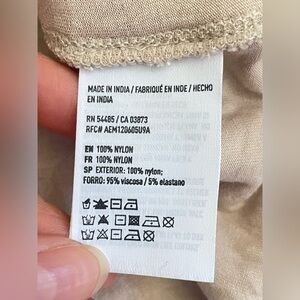 MADE IN INDIA / FABRIQUÉ EN INDE / HECHO
EN INDIA
RN 54485 / CA 03873
RFC# AEM120605U9A
EN 100% NYLON
FR 100% NYLON
SP EXTERIOR: 100% nylon;
FORRO: 95% viscosa / 5% elastano